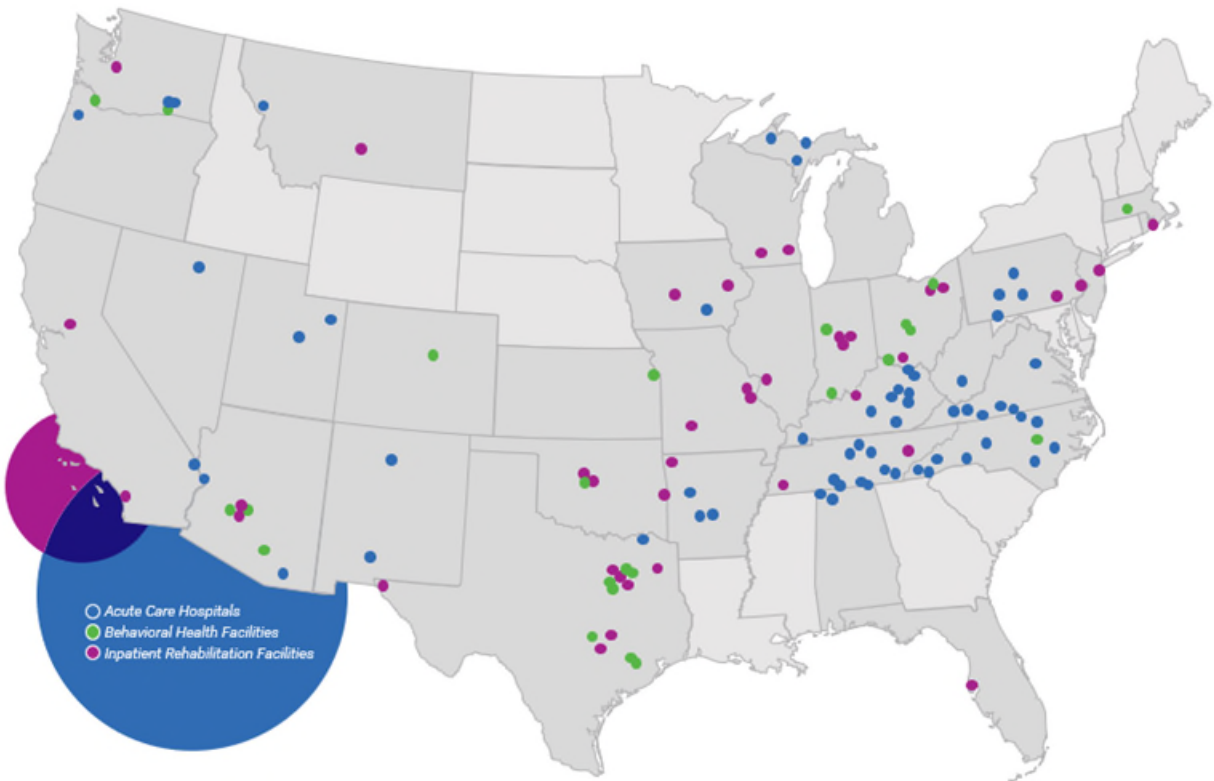 Acute Care Hospitals
Behavioral Health Facilities
Inpatient Rehabilitation Facilities